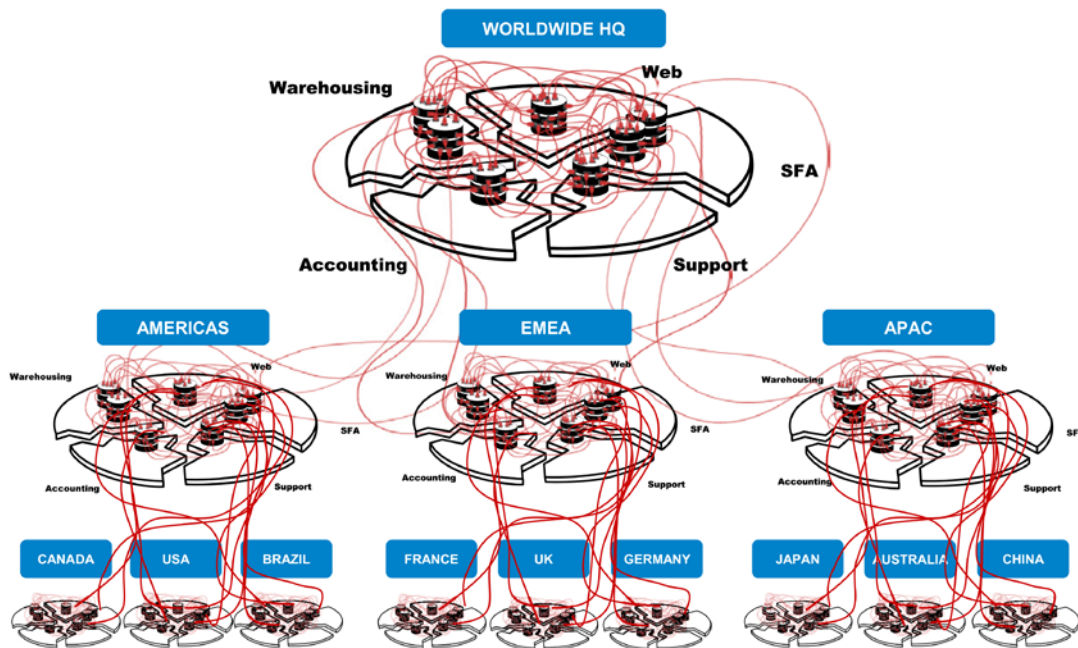 WORLDWIDE HQ
Web
Warehousing
SFA
Accounting
Support
AMERICAS
EMEA
APAC
Web
Warehousing
SFA
Accounting
Support
Web
Warehousing
SFA
Accounting
Support
Web
Warehousing
SF
Accounting
Support
CANADA
USA
BRAZIL
FRANCE
UK
GERMANY
JAPAN
AUSTRALIA
CHINA